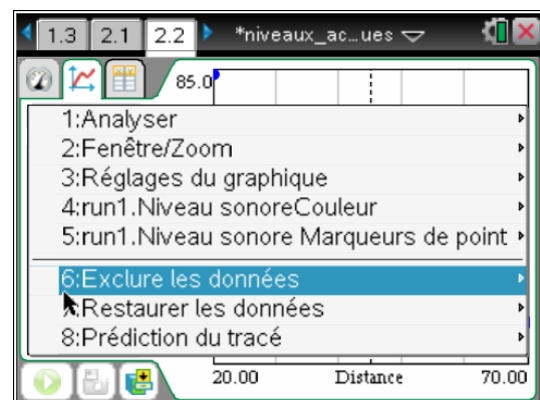 1.3 2.1 2.2 *niveaux_ac...ues
85.0
1:Analyser
2:Fenêtre/Zoom
3:Réglages du graphique
4:run1.Niveau sonoreCouleur
5:run1.Niveau sonore Marqueurs de point
6:Exclure les données
7:Restaurer les données
8:Prédiction du tracé
20.00 Distance 70.00